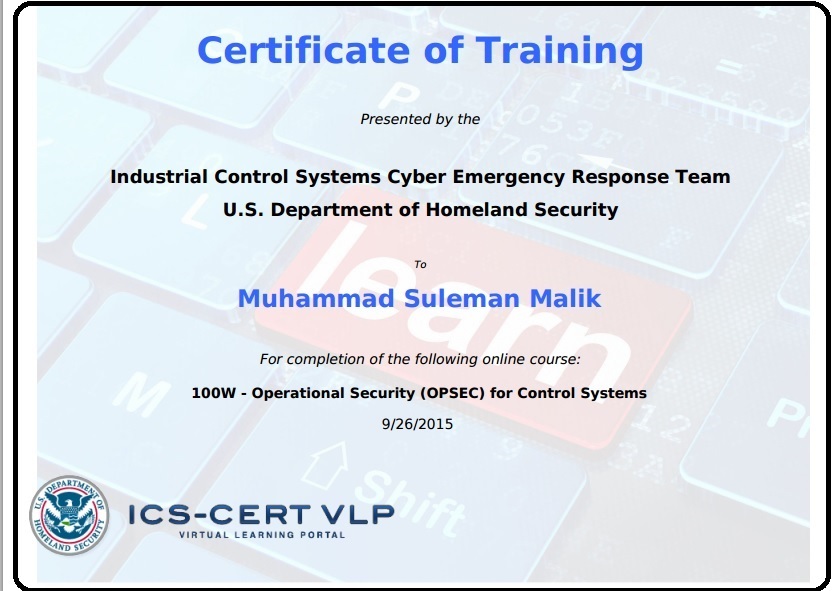 Certificate of Training
Presented by the
Industrial Control Systems Cyber Emergency Response Team
U.S. Department of Homeland Security
To
Muhammad Suleman Malik
learn
For completion of the following online course:
100W - Operational Security (OPSEC) for Control Systems
9/26/2015
P
L
M
Shift
U.S. DEPARTMENT OF
HOMELAND SECURITY
ICS-CERT VLP
VIRTUAL LEARNING PORTAL